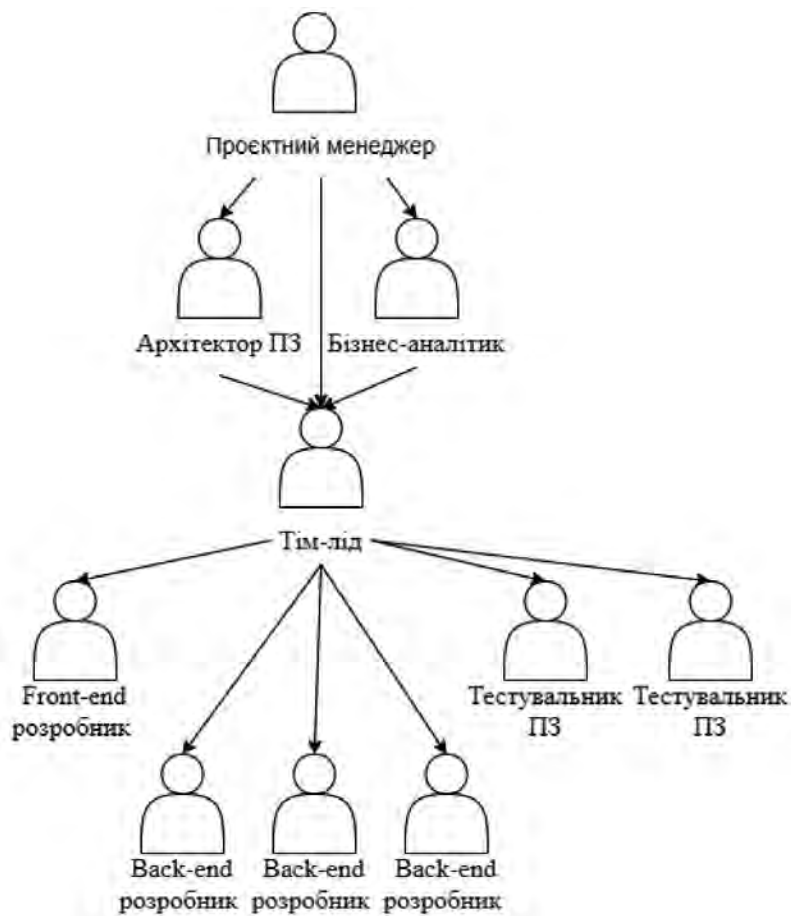 Проєктний менеджер
Архітектор ПЗ
Бізнес-аналітик
Тім-лід
Front-end
розробник
Тестувальник
ПЗ
Тестувальник
ПЗ
Back-end
розробник
Back-end
розробник
Back-end
розробник